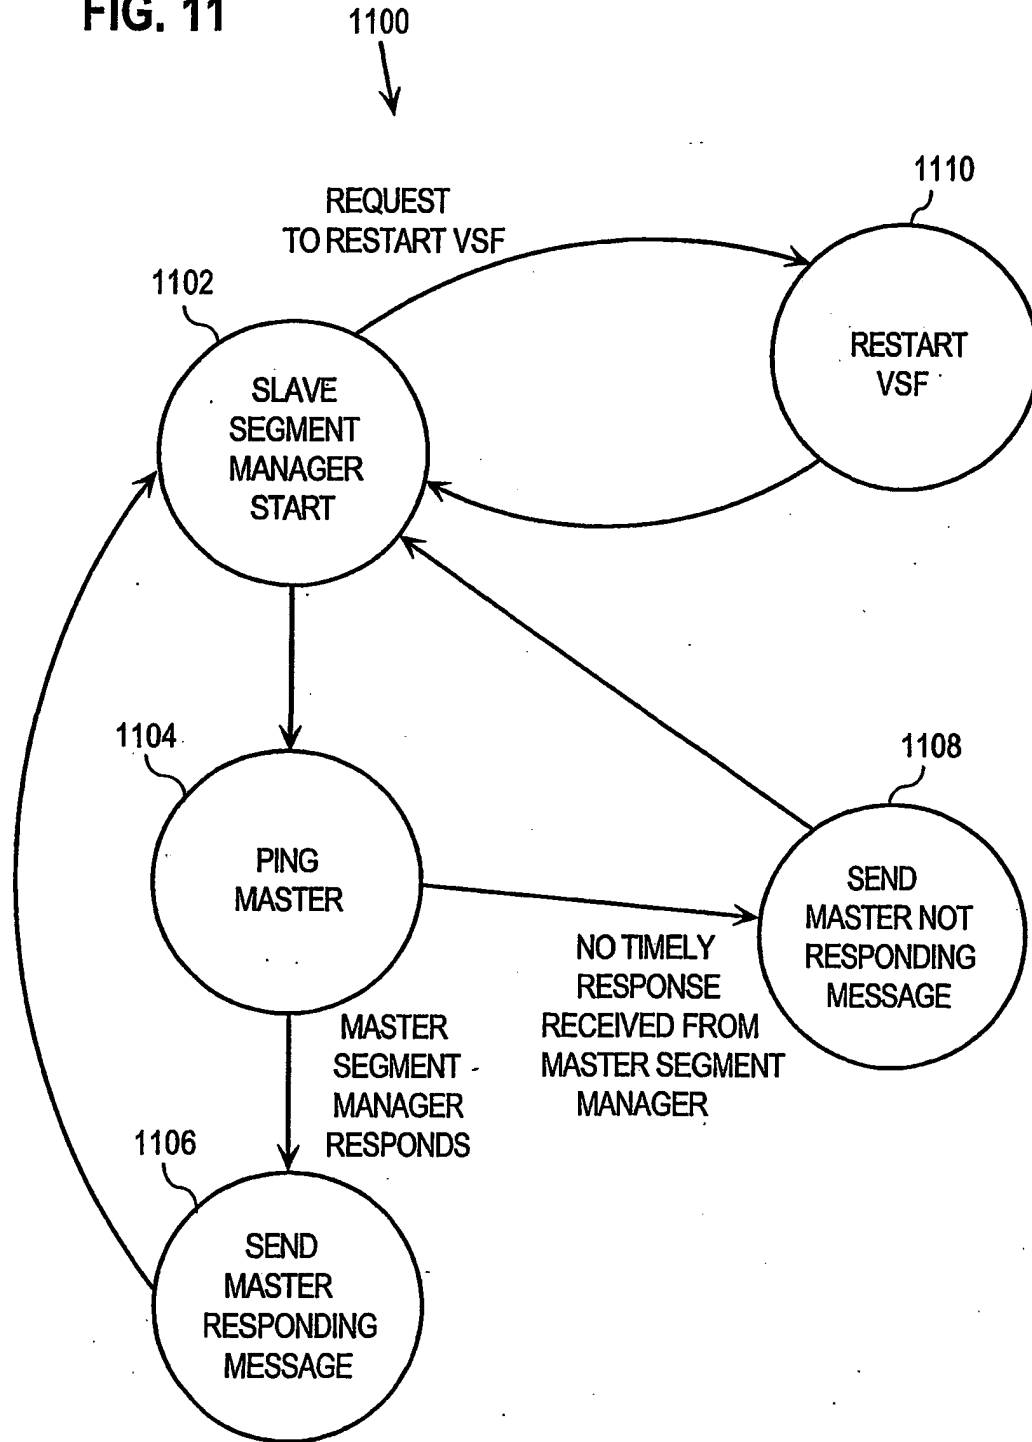 FIG. 11
1100
1110
REQUEST
TO RESTART VSF
1102
RESTART
VSF
SLAVE
SEGMENT
MANAGER
START
1104
1108
PING
MASTER
SEND
MASTER NOT
RESPONDING
MESSAGE
NO TIMELY
RESPONSE
RECEIVED FROM
MASTER SEGMENT
MANAGER
MASTER
SEGMENT
MANAGER
RESPONDS
1106
SEND
MASTER
RESPONDING
MESSAGE